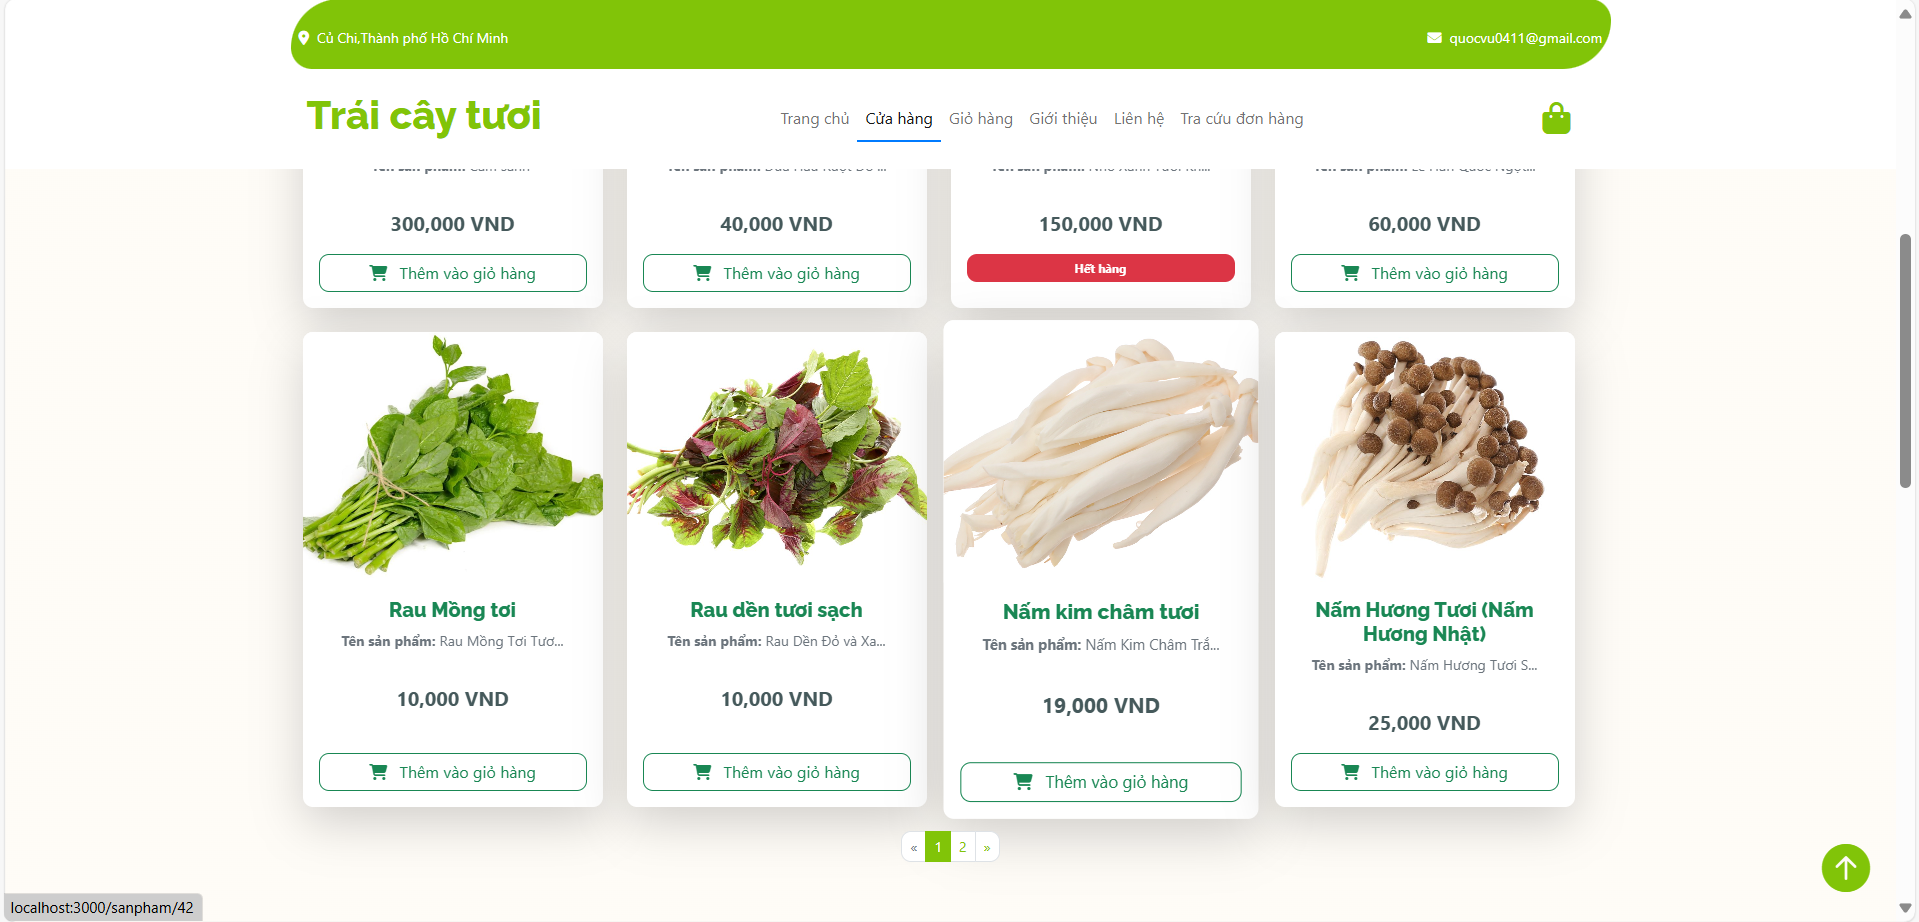 Củ Chi,Thành phố Hồ Chí Minh
quocvu0411@gmail.com
Trái cây tươi
Trang chủ
Cửa hàng
Giỏ hàng
Giới thiệu
Liên hệ
Tra cứu đơn hàng
300,000 VND
40,000 VND
150,000 VND
60,000 VND
Thêm vào giỏ hàng
Thêm vào giỏ hàng
Hết hàng
Thêm vào giỏ hàng
Rau Mồng tơi
Tên sản phẩm: Rau Mồng Tơi Tươ...
10,000 VND
Thêm vào giỏ hàng
Rau dền tươi sạch
Tên sản phẩm: Rau Dền Đỏ và Xa...
10,000 VND
Thêm vào giỏ hàng
Nấm kim châm tươi
Tên sản phẩm: Nấm Kim Châm Trắ...
19,000 VND
Thêm vào giỏ hàng
Nấm Hương Tươi (Nấm
Hương Nhật)
Tên sản phẩm: Nấm Hương Tươi S...
25,000 VND
Thêm vào giỏ hàng
« 1 2 »
localhost:3000/sanpham/42